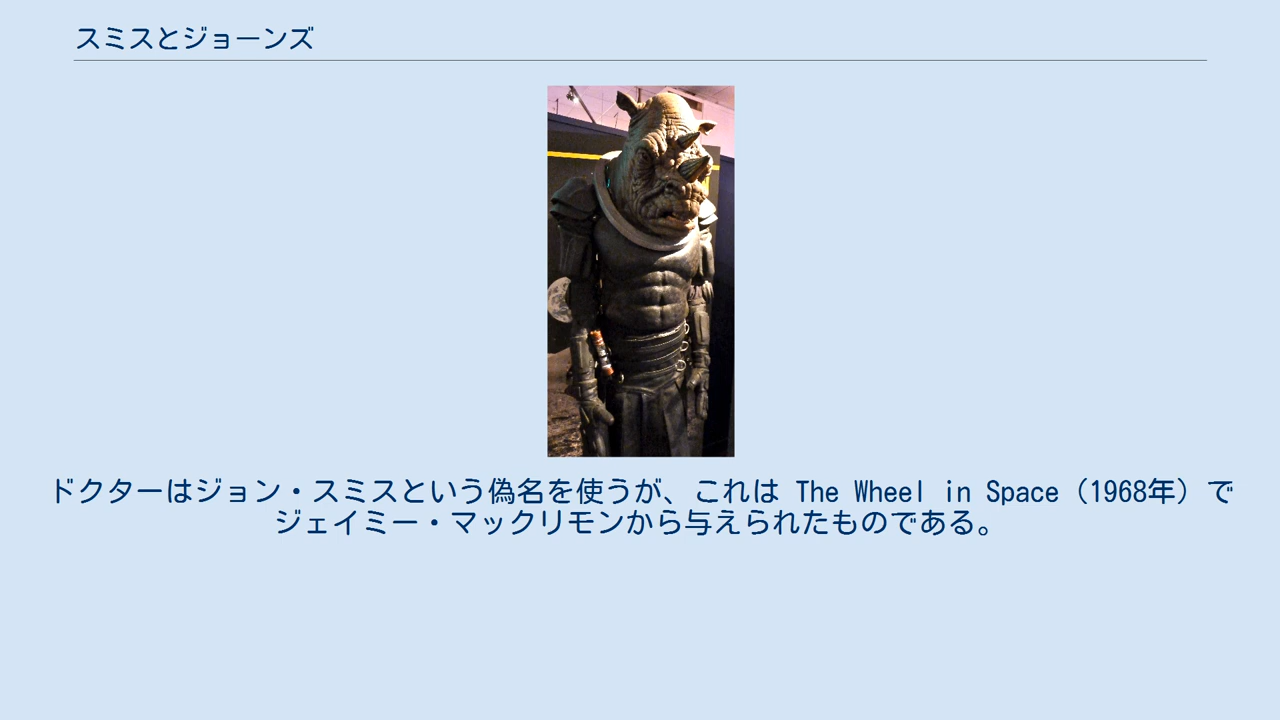 スミスとジョーンズ
ドクターはジョン・スミスという偽名を使うが、これは The Wheel in Space（1968年）で
ジェイミー・マックリモンから与えられたものである。